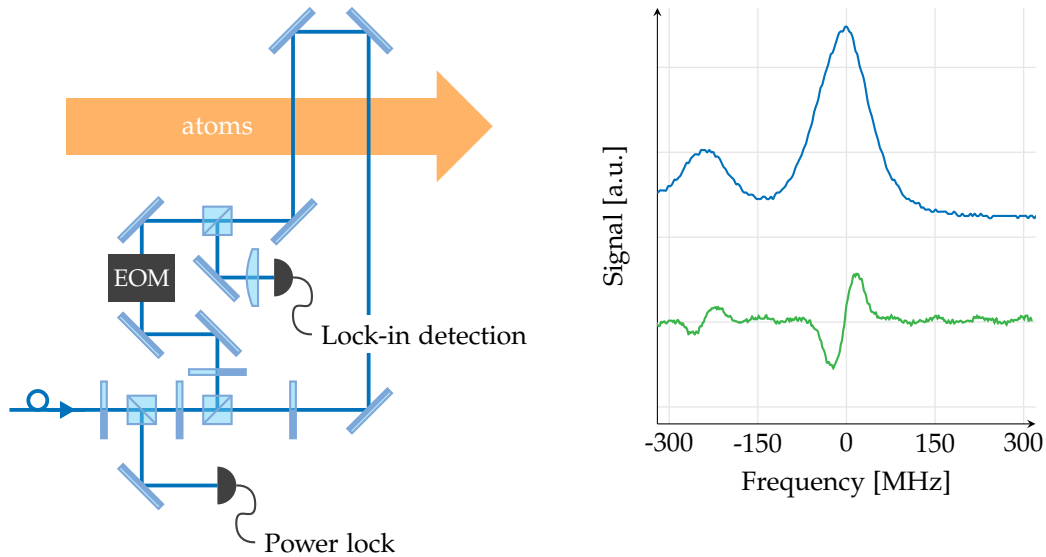 atoms
EOM
Lock-in detection
Power lock
Signal [a.u.]
-300 -150 0 150 300
Frequency [MHz]